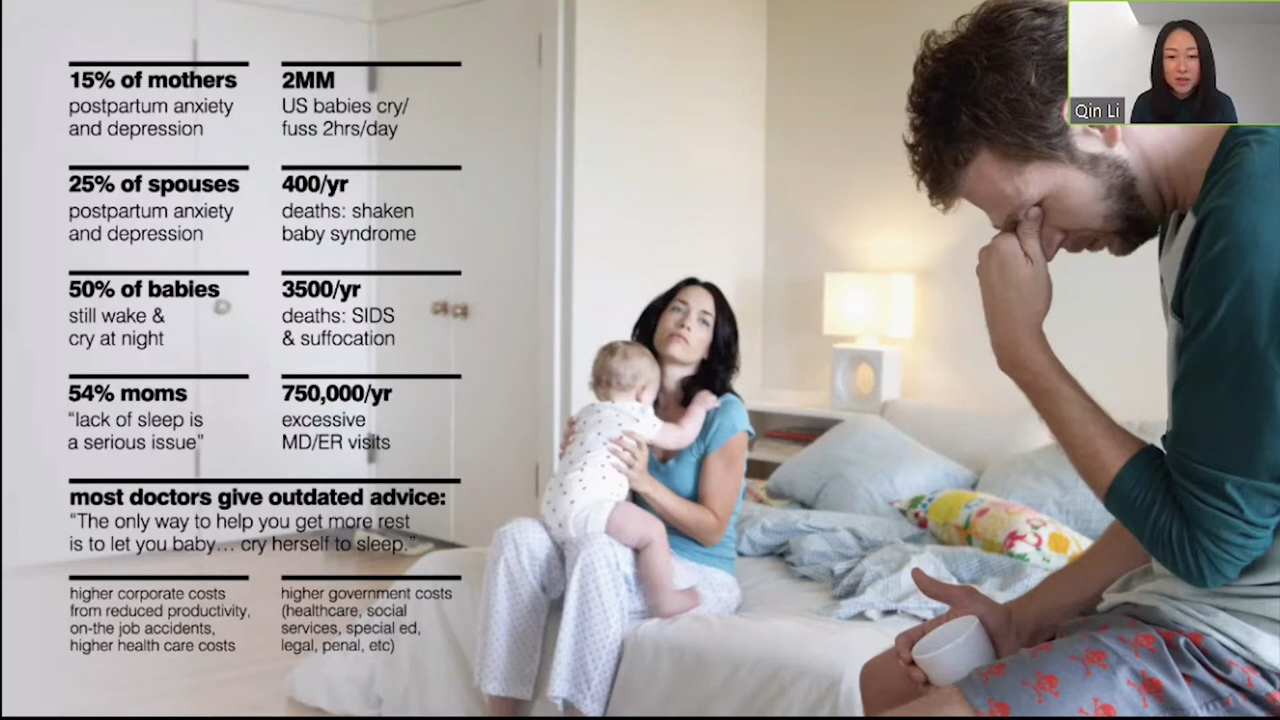 15% of mothers
postpartum anxiety
and depression
2MM
US babies cry/
fuss 2hrs/day
25% of spouses
postpartum anxiety
and depression
400/yr
deaths: shaken
baby syndrome
50% of babies
still wake &
cry at night
3500/yr
deaths: SIDS
& suffocation
54% moms
“lack of sleep is
a serious issue”
750,000/yr
excessive
MD/ER visits
most doctors give outdated advice:
“The only way to help you get more rest
is to let you baby… cry herself to sleep.”
higher corporate costs
from reduced productivity,
on-the job accidents,
higher health care costs
higher government costs
(healthcare, social
services, special ed,
legal, penal, etc)
Qin Li